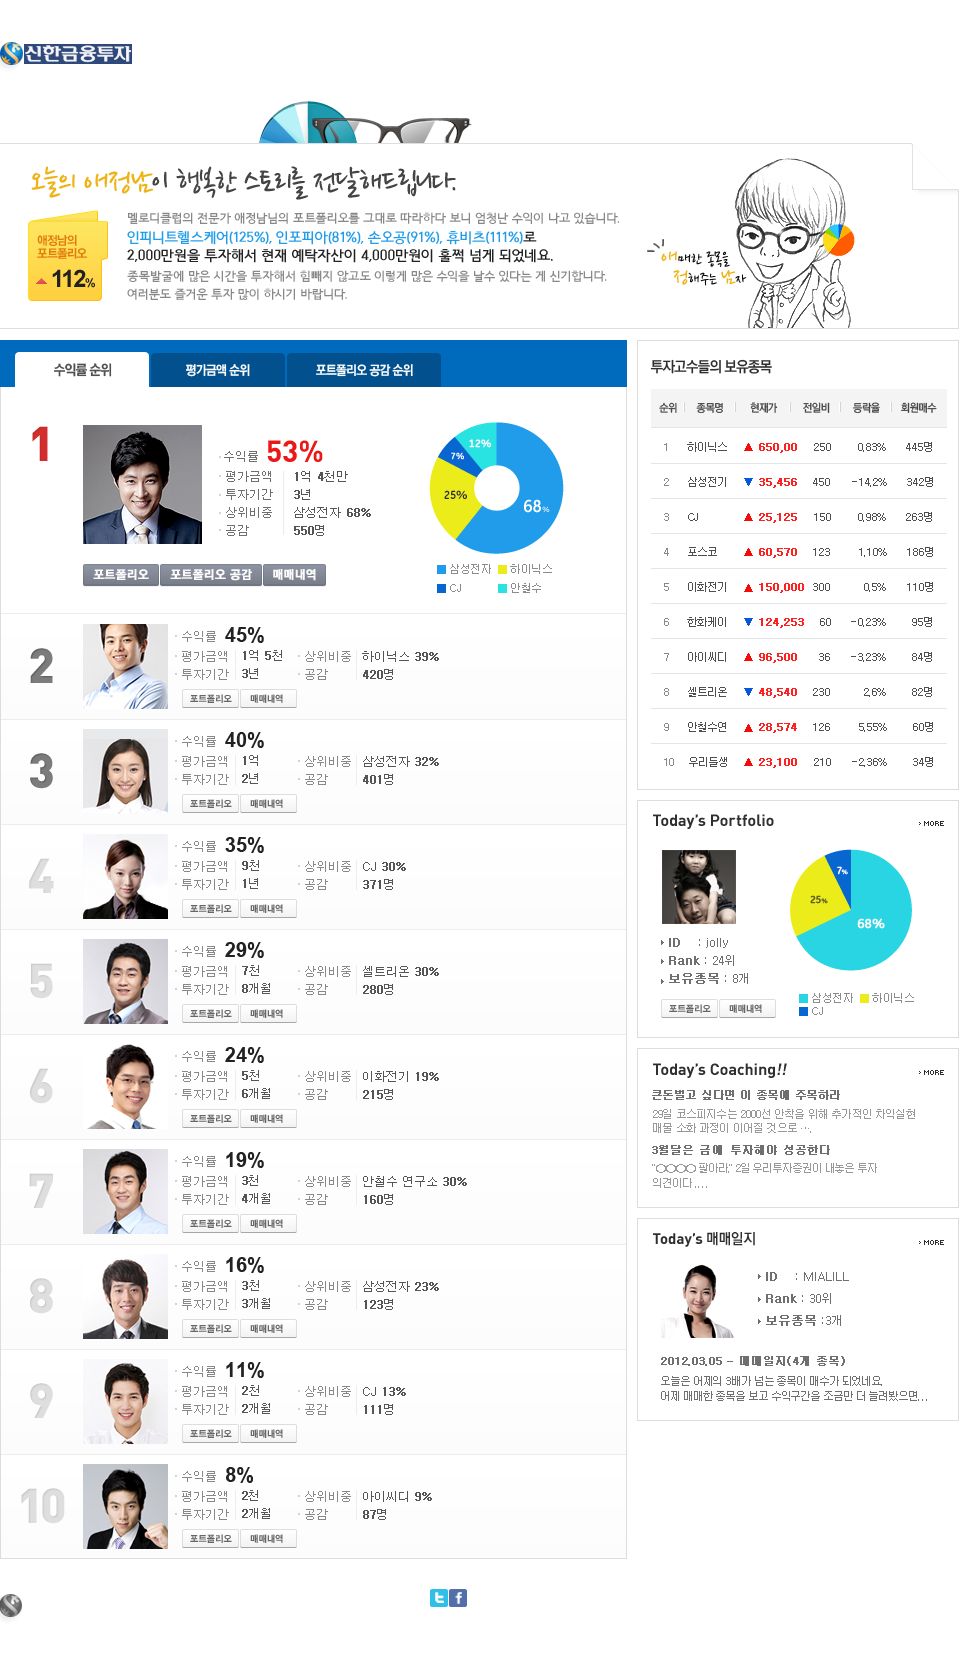 신한금융투자
오늘의 애정남이 행복한 스토리를 전달해드립니다.
멜로디클럽의 전문가 애정남님의 포트폴리오를 그대로 따라하다 보니 엄청난 수익이 나고 있습니다.
인피니트헬스케어(125%), 인포피아(81%), 손오공(91%), 휴비츠(111%)로
2,000만원을 투자해서 현재 예탁자산이 4,000만원이 훌쩍 넘게 되었네요.
종목발굴에 많은 시간을 투자해서 힘빼지 않고도 이렇게 많은 수익을 날수 있다는 게 신기합니다.
여러분도 즐거운 투자 많이 하시기 바랍니다.
애정남의
포트폴리오
112%
애매한 종목을
정해주는 남자
수익률 순위 평가금액 순위 포트폴리오 공감 순위
1
수익률 53%
평가금액 1억 4천만
투자기간 3년
상위비중 삼성전자 68%
공감 550명
포트폴리오 포트폴리오 공감 매매내역
12%
7%
25%
68%
삼성전자 하이닉스
CJ 안철수
2
수익률 45%
평가금액 1억 5천 상위비중 하이닉스 39%
투자기간 3년 공감 420명
포트폴리오 매매내역
3
수익률 40%
평가금액 1억 상위비중 삼성전자 32%
투자기간 2년 공감 401명
포트폴리오 매매내역
4
수익률 35%
평가금액 9천 상위비중 CJ 30%
투자기간 1년 공감 371명
포트폴리오 매매내역
5
수익률 29%
평가금액 7천 상위비중 셀트리온 30%
투자기간 8개월 공감 280명
포트폴리오 매매내역
6
수익률 24%
평가금액 5천 상위비중 이화전기 19%
투자기간 6개월 공감 215명
포트폴리오 매매내역
7
수익률 19%
평가금액 3천 상위비중 안철수 연구소 30%
투자기간 4개월 공감 160명
포트폴리오 매매내역
8
수익률 16%
평가금액 3천 상위비중 삼성전자 23%
투자기간 3개월 공감 123명
포트폴리오 매매내역
9
수익률 11%
평가금액 2천 상위비중 CJ 13%
투자기간 2개월 공감 111명
포트폴리오 매매내역
10
수익률 8%
평가금액 2천 상위비중 아이씨디 9%
투자기간 2개월 공감 87명
포트폴리오 매매내역
투자고수들의 보유종목
순위 종목명 현재가 전일비 등락율 회원매수
1 하이닉스 ▲ 650,00 250 0,83% 445명
2 삼성전기 ▼ 35,456 450 -14,2% 342명
3 CJ ▲ 25,125 150 0,98% 263명
4 포스코 ▲ 60,570 123 1,10% 186명
5 이화전기 ▲ 150,000 300 0,5% 110명
6 한화케이 ▼ 124,253 60 -0,23% 95명
7 아이씨디 ▲ 96,500 36 -3,23% 84명
8 셀트리온 ▼ 48,540 230 2,6% 82명
9 안철수연 ▲ 28,574 126 5,55% 60명
10 우리들생 ▲ 23,100 210 -2,36% 34명
Today's Portfolio MORE
ID : jolly
Rank : 24위
보유종목 : 8개
포트폴리오 매매내역
7%
25%
68%
삼성전자 하이닉스
CJ
Today's Coaching!! MORE
큰돈벌고 싶다면 이 종목에 주목하라
29일 코스피지수는 2000선 안착을 위해 추가적인 차익실현
매물 소화 과정이 이어질 것으로 ….
3월달은 금에 투자해야 성공한다
"○○○○ 팔아라," 2일 우리투자증권이 내놓은 투자
의견이다....
Today's 매매일지 MORE
ID : MIALILL
Rank : 30위
보유종목 :3개
2012.03.05 - 매매일지(4개 종목)
오늘은 어제의 3배가 넘는 종목이 매수가 되었네요.
어제 매매한 종목을 보고 수익구간을 조금만 더 늘려봤으면...